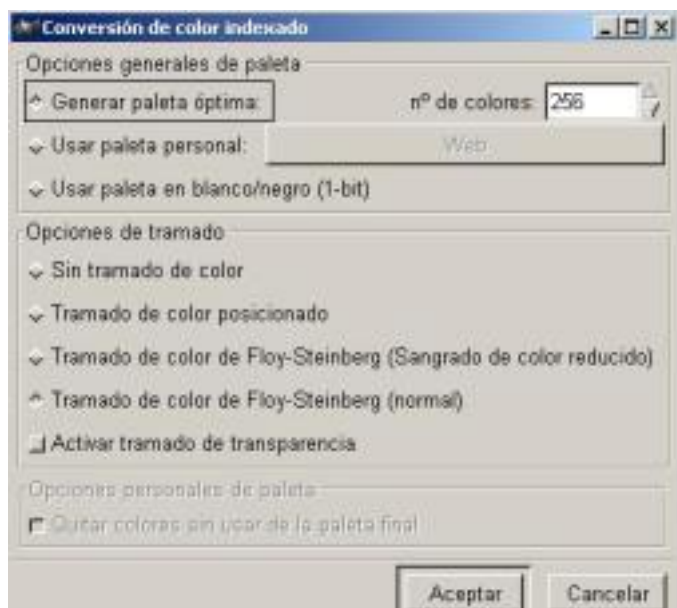 Conversión de color indexado
Opciones generales de paleta
Generar paleta óptima: nº de colores: 256
Usar paleta personal: Web
Usar paleta en blanco/negro (1-bit)
Opciones de tramado
Sin tramado de color
Tramado de color posicionado
Tramado de color de Floy-Steinberg (Sangrado de color reducido)
Tramado de color de Floy-Steinberg (normal)
Activar tramado de transparencia
Opciones personales de paleta
Quitar colores sin usar de la paleta final
Aceptar Cancelar